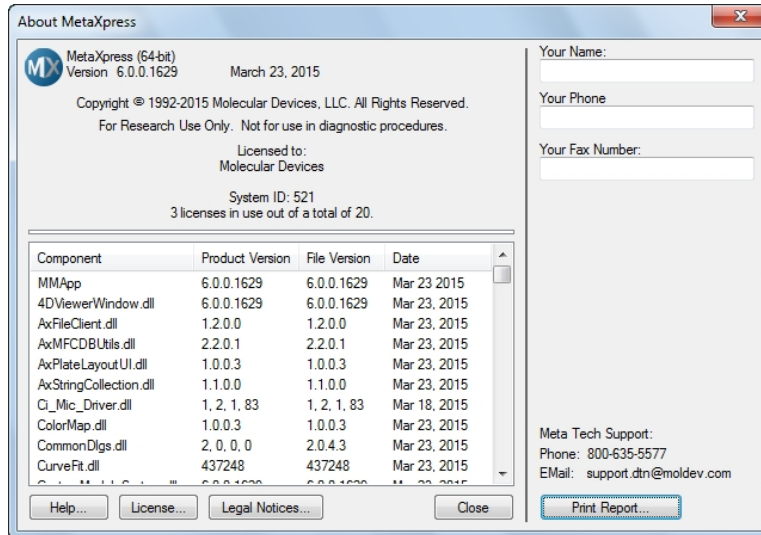 About MetaXpress
MX
MetaXpress (64-bit)
Version 6.0.0.1629 March 23, 2015
Copyright © 1992-2015 Molecular Devices, LLC. All Rights Reserved.
For Research Use Only. Not for use in diagnostic procedures.
Licensed to:
Molecular Devices
System ID: 521
3 licenses in use out of a total of 20.
Component Product Version File Version Date
MMApp 6.0.0.1629 6.0.0.1629 Mar 23 2015
4DViewerWindow.dll 6.0.0.1629 6.0.0.1629 Mar 23, 2015
AxFileClient.dll 1.2.0.0 1.2.0.0 Mar 23, 2015
AxMFCDBUtils.dll 2.2.0.1 2.2.0.1 Mar 23, 2015
AxPlateLayoutUI.dll 1.0.0.3 1.0.0.3 Mar 23, 2015
AxStringCollection.dll 1.1.0.0 1.1.0.0 Mar 23, 2015
Ci_Mic_Driver.dll 1, 2, 1, 83 1, 2, 1, 83 Mar 18, 2015
ColorMap.dll 1.0.0.3 1.0.0.3 Mar 23, 2015
CommonDlgs.dll 2, 0, 0, 0 2.0.4.3 Mar 23, 2015
CurveFit.dll 437248 437248 Mar 23, 2015
Help... License... Legal Notices... Close
Your Name:
Your Phone
Your Fax Number:
Meta Tech Support:
Phone: 800-635-5577
EMail: support.dtn@moldev.com
Print Report...